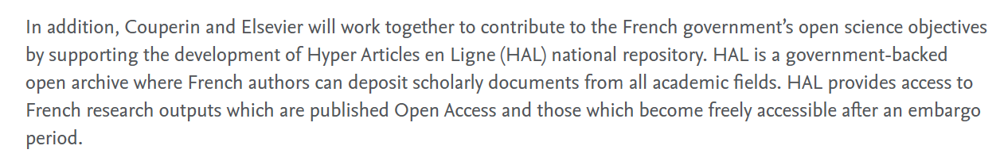 In addition, Couperin and Elsevier will work together to contribute to the French government’s open science objectives
by supporting the development of Hyper Articles en Ligne (HAL) national repository. HAL is a government-backed
open archive where French authors can deposit scholarly documents from all academic fields. HAL provides access to
French research outputs which are published Open Access and those which become freely accessible after an embargo
period.